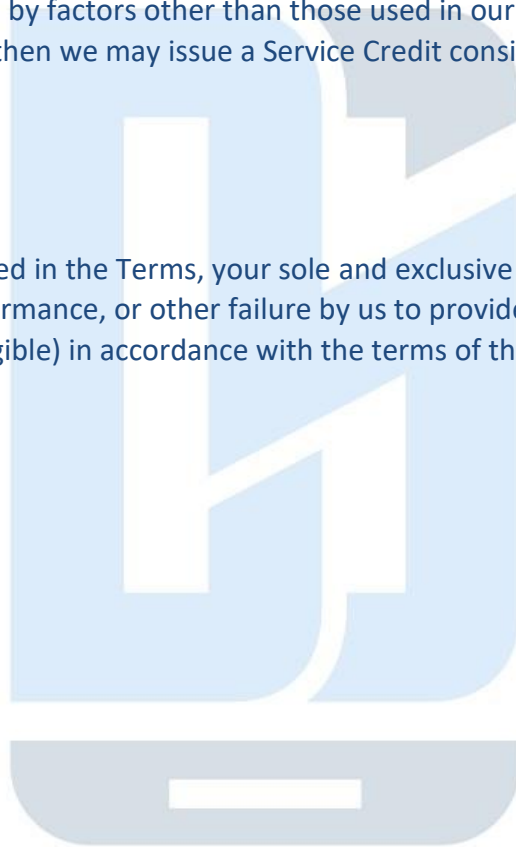 by factors other than those used in our
then we may issue a Service Credit consi
ed in the Terms, your sole and exclusive
rmance, or other failure by us to provide
gible) in accordance with the terms of th